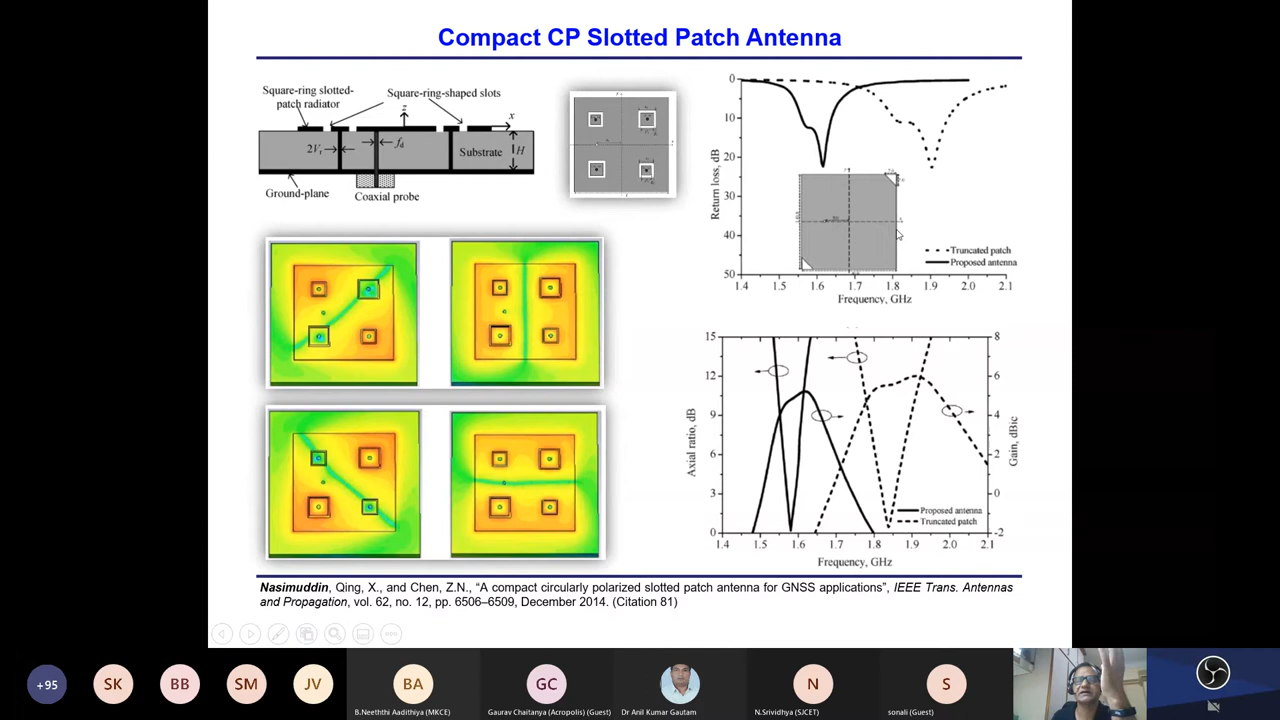 Compact CP Slotted Patch Antenna
Square-ring slotted-
patch radiator
Square-ring-shaped slots
z
x
2Vr
fd
Substrate
H
Ground-plane
Coaxial probe
Return loss, dB
0
10
20
30
40
50
Truncated patch
Proposed antenna
1.4 1.5 1.6 1.7 1.8 1.9 2.0 2.1
Frequency, GHz
Axial ratio, dB
15
12
9
6
3
0
8
6
4
2
0
-2
Gain, dBic
Proposed antenna
Truncated patch
1.4 1.5 1.6 1.7 1.8 1.9 2.0 2.1
Frequency, GHz
Nasimuddin, Qing, X., and Chen, Z.N., “A compact circularly polarized slotted patch antenna for GNSS applications”, IEEE Trans. Antennas
and Propagation, vol. 62, no. 12, pp. 6506–6509, December 2014. (Citation 81)
+95
SK
BB
SM
JV
BA
B.Neeththi Aadithiya (MKCE)
GC
Gaurav Chaitanya (Acropolis) (Guest)
Dr Anil Kumar Gautam
N
N.Srividhya (SJCET)
S
sonali (Guest)